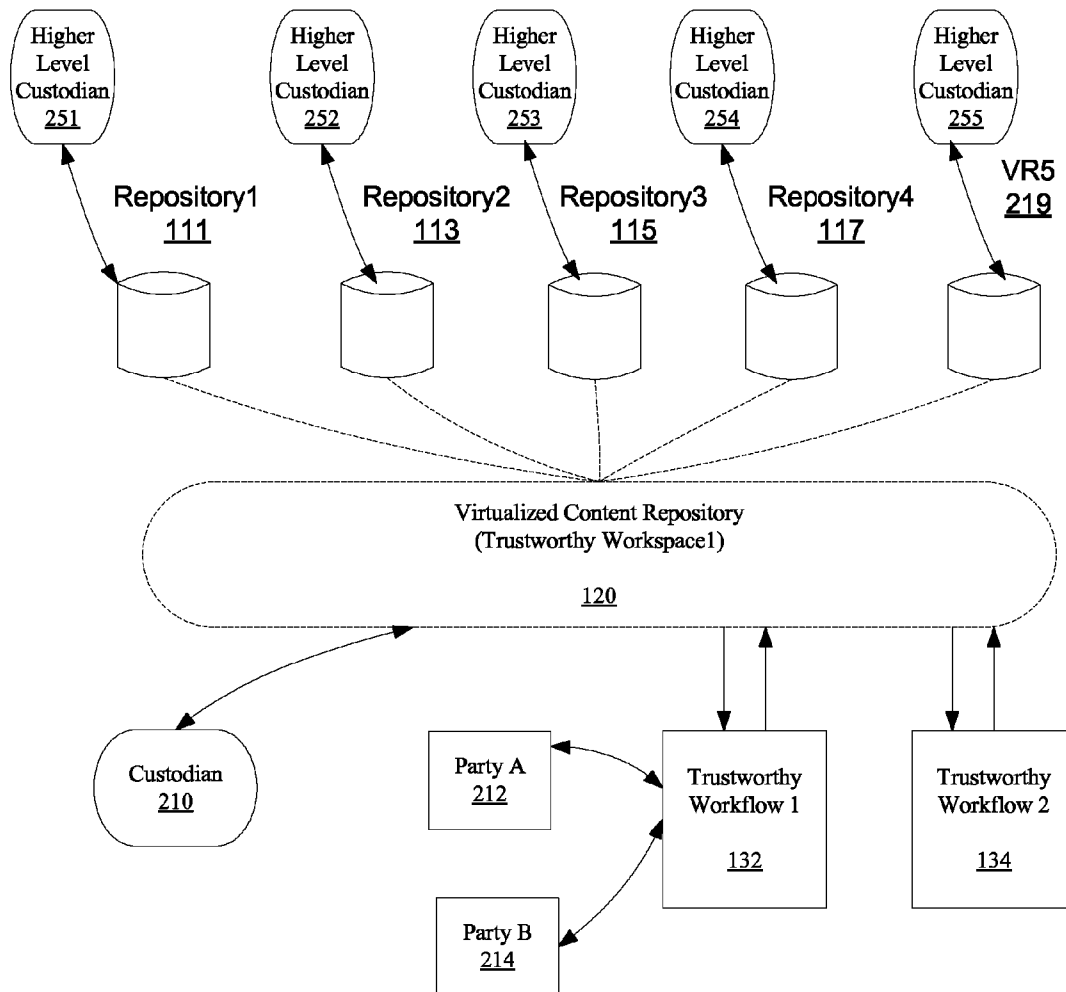 Higher
Level
Custodian
251
Higher
Level
Custodian
252
Higher
Level
Custodian
253
Higher
Level
Custodian
254
Higher
Level
Custodian
255
Repository1
111
Repository2
113
Repository3
115
Repository4
117
VR5
219
Virtualized Content Repository
(Trustworthy Workspace1)
120
Custodian
210
Party A
212
Party B
214
Trustworthy
Workflow 1
132
Trustworthy
Workflow 2
134